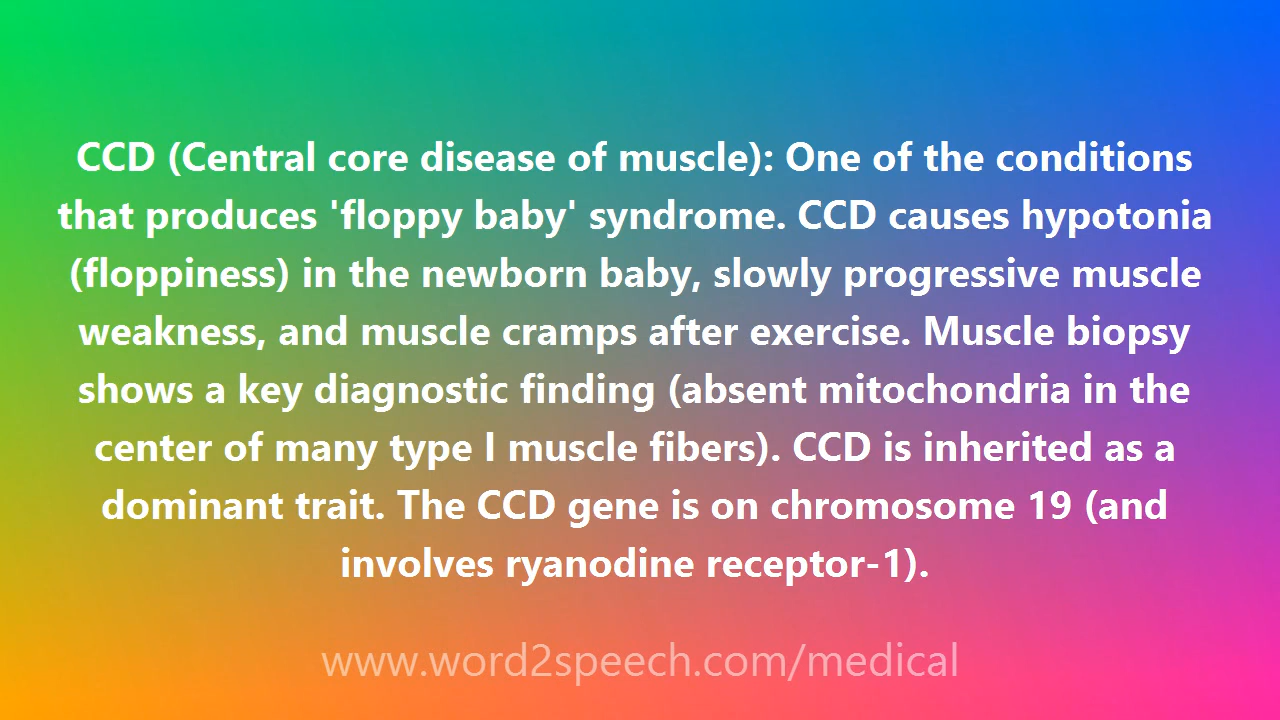 CCD (Central core disease of muscle): One of the conditions
that produces 'floppy baby' syndrome. CCD causes hypotonia
(floppiness) in the newborn baby, slowly progressive muscle
weakness, and muscle cramps after exercise. Muscle biopsy
shows a key diagnostic finding (absent mitochondria in the
center of many type I muscle fibers). CCD is inherited as a
dominant trait. The CCD gene is on chromosome 19 (and
involves ryanodine receptor-1).
www.word2speech.com/medical